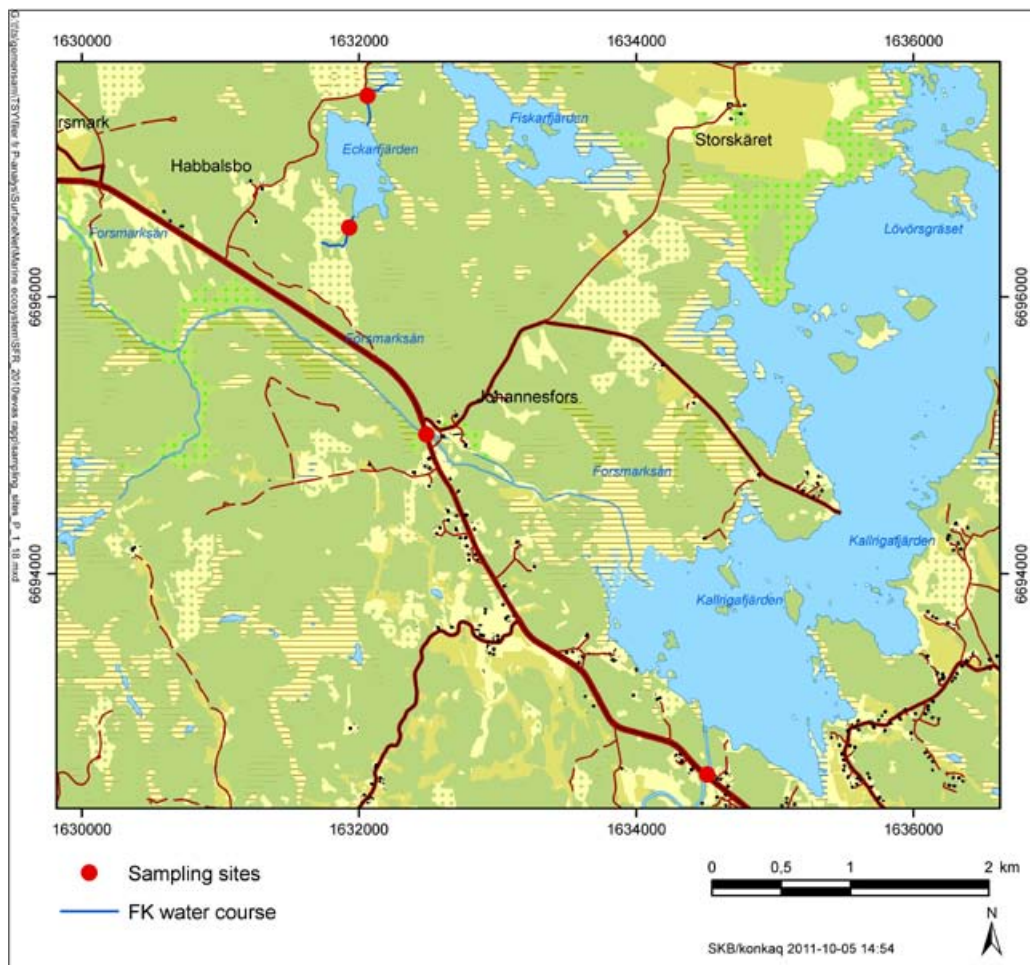 1630000 1632000 1634000 1636000
rsmark
Habbalsbo
Eckarfjärden
Fiskarfjärden
Storskäret
Lövörsgräset
Forsmarksån
6696000
6696000
Forsmarksån
Johannesfors
Forsmarksån
Kallrigafjärden
6694000
6694000
Kallrigafjärden
1630000 1632000 1634000 1636000
Sampling sites
FK water course
0 0,5 1 2 km
N
SKB/konkaq 2011-10-05 14:54